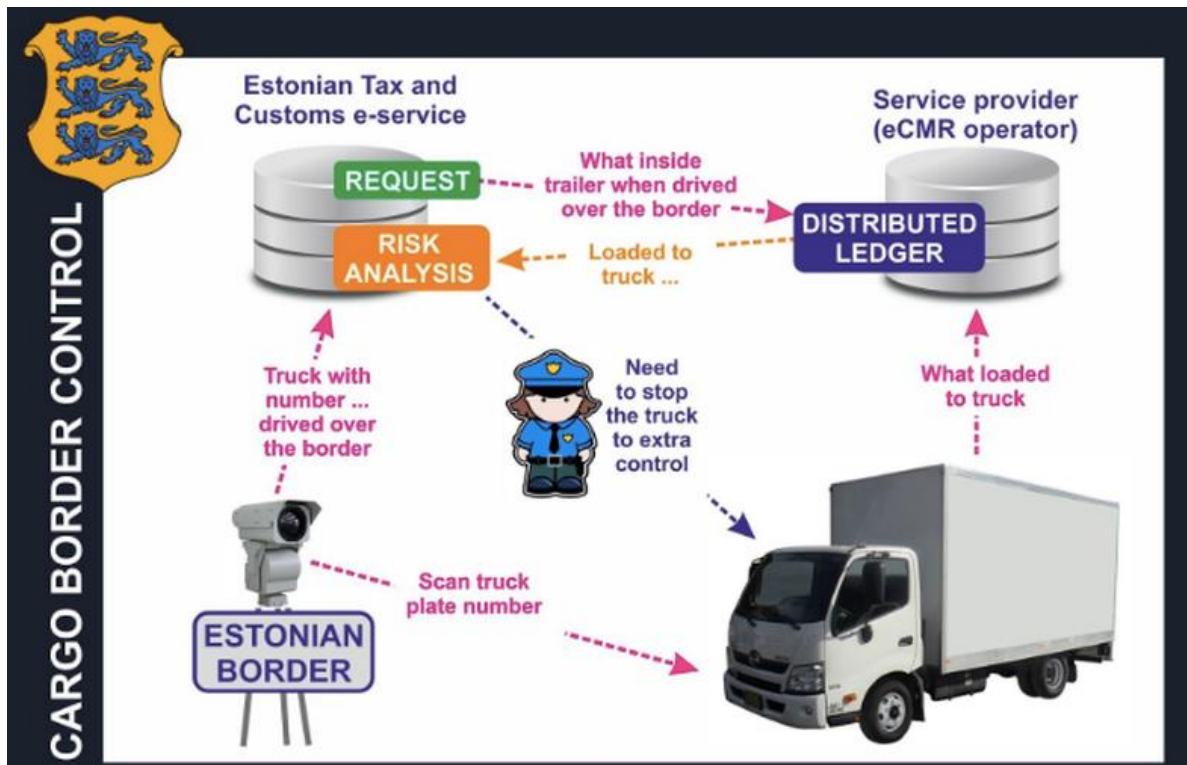 CARGO BORDER CONTROL
Estonian Tax and
Customs e-service
Service provider
(eCMR operator)
REQUEST
What inside
trailer when drived
over the border
DISTRIBUTED
LEDGER
RISK
ANALYSIS
Loaded to
truck ...
Truck with
number ...
drived over
the border
Need
to stop
the truck
to extra
control
What loaded
to truck
Scan truck
plate number
ESTONIAN
BORDER